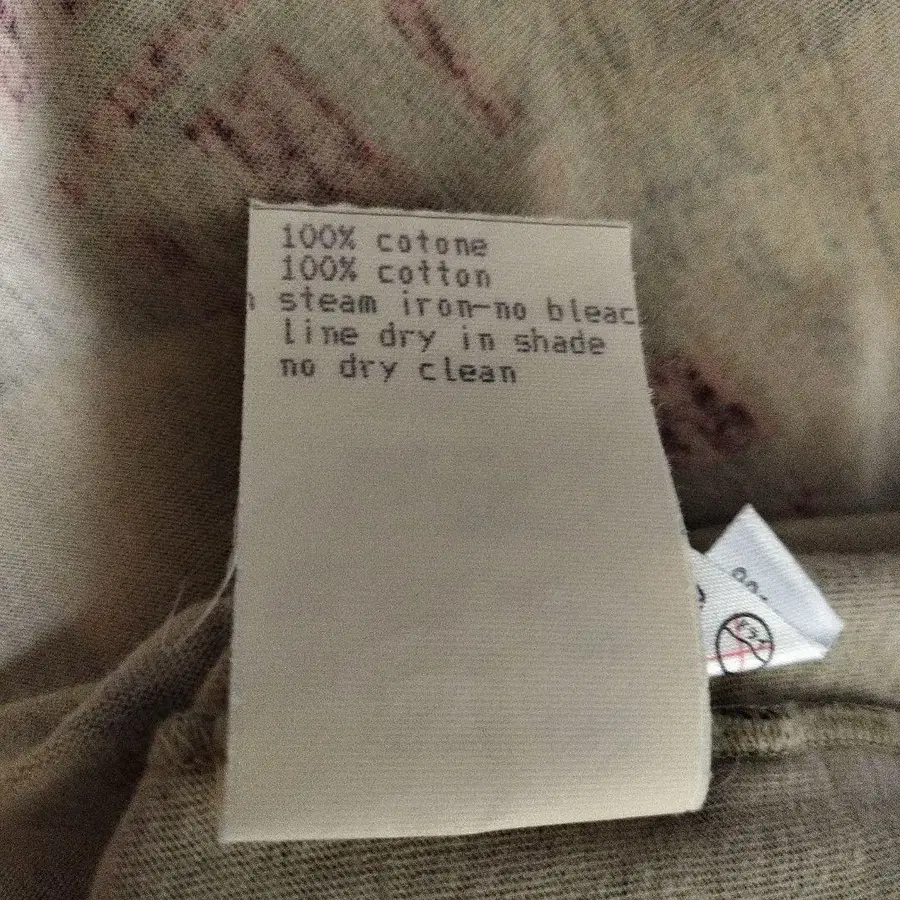 100% cotone
100% cotton
steam iron-no bleac
line dry in shade
no dry clean